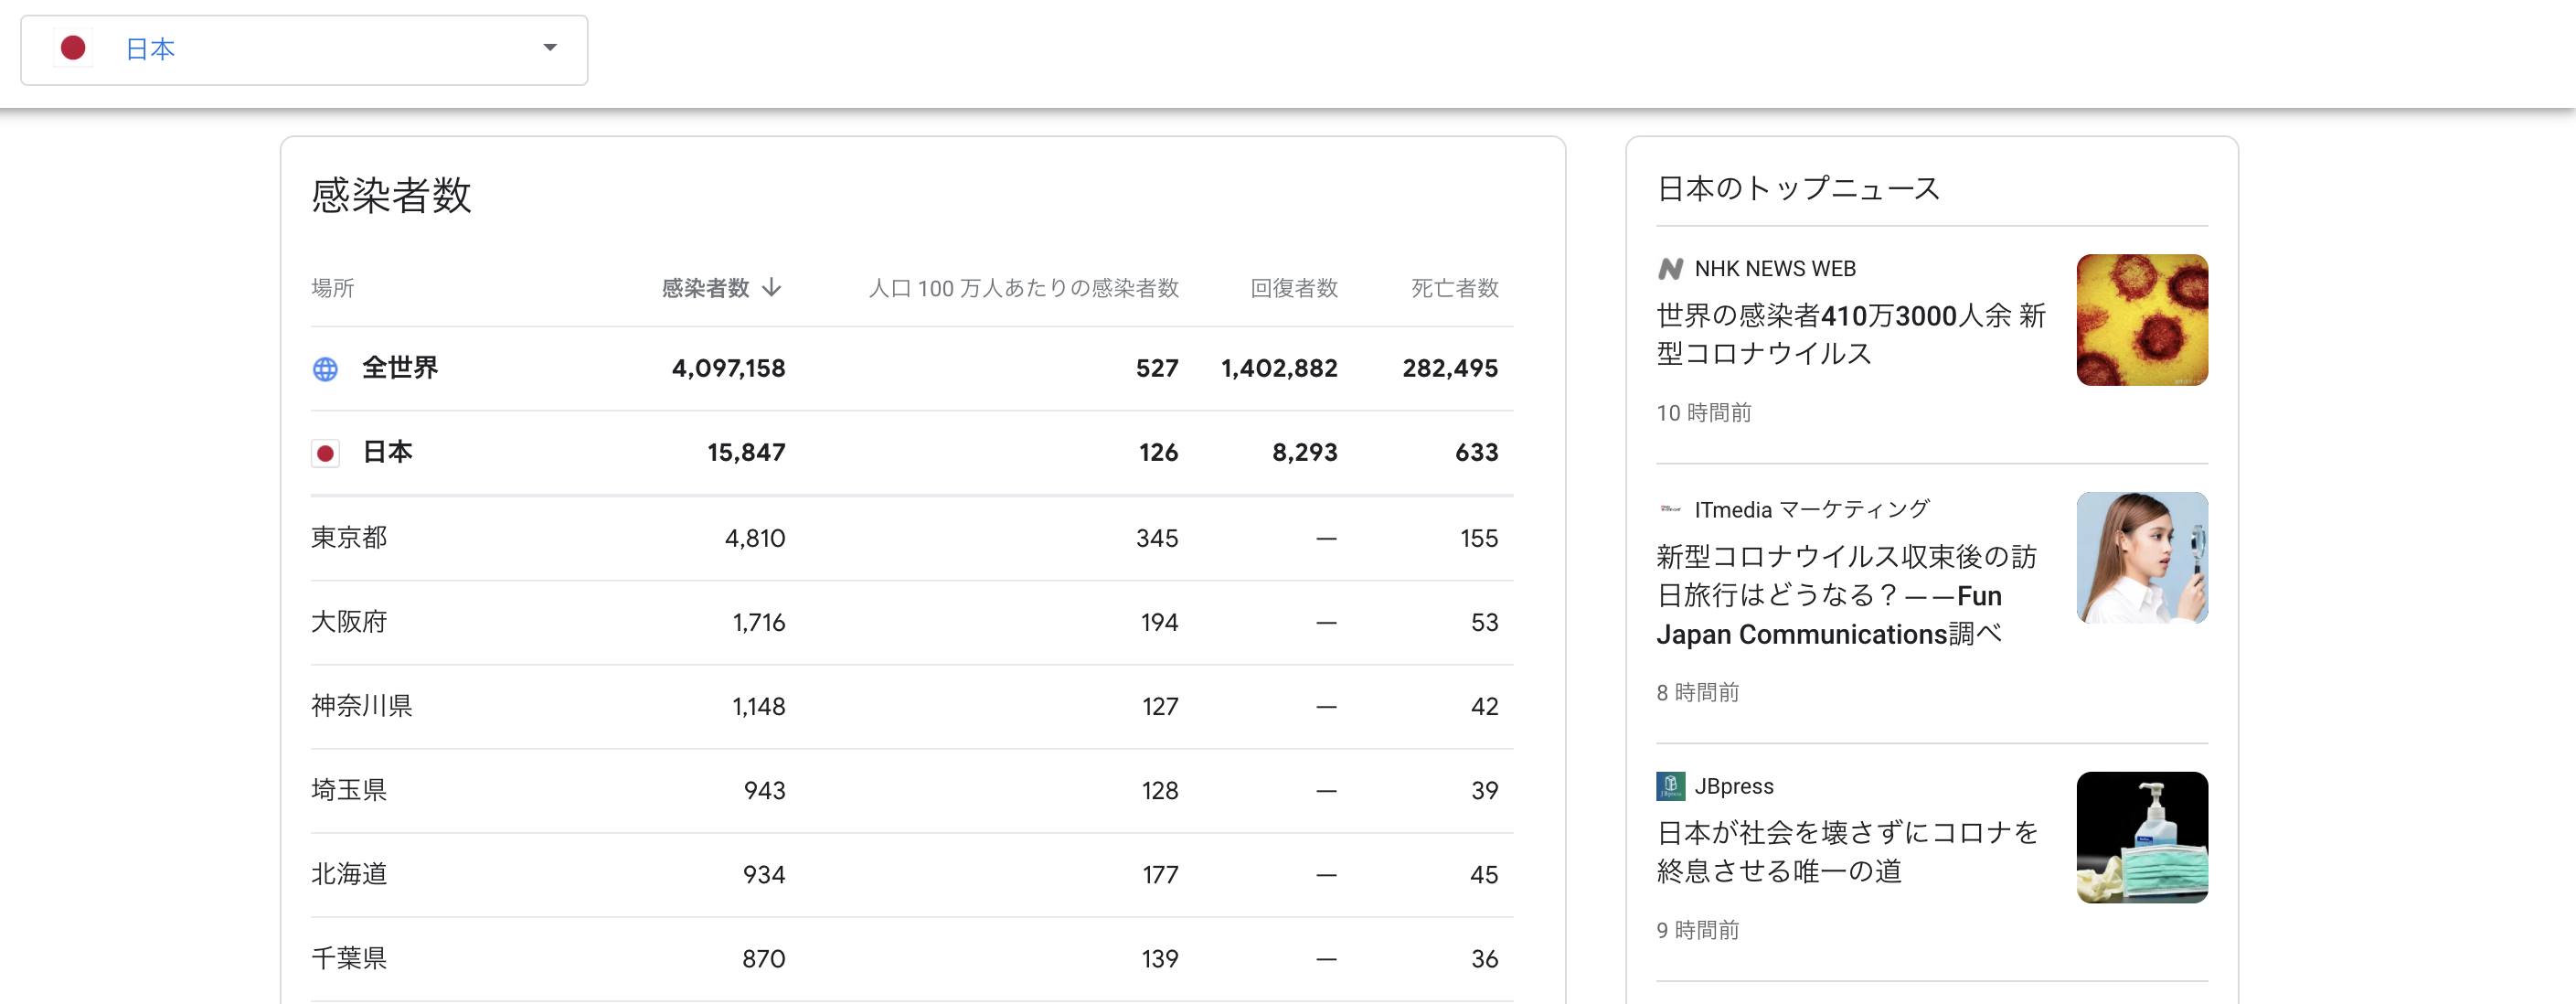 日本
感染者数
場所 感染者数 ↓ 人口 100 万人あたりの感染者数 回復者数 死亡者数
全世界 4,097,158 527 1,402,882 282,495
日本 15,847 126 8,293 633
東京都 4,810 345 — 155
大阪府 1,716 194 — 53
神奈川県 1,148 127 — 42
埼玉県 943 128 — 39
北海道 934 177 — 45
千葉県 870 139 — 36
日本のトップニュース
NHK NEWS WEB
世界の感染者410万3000人余 新
型コロナウイルス
10 時間前
ITmedia マーケティング
新型コロナウイルス収束後の訪
日旅行はどうなる？——Fun
Japan Communications調べ
8 時間前
JBpress
日本が社会を壊さずにコロナを
終息させる唯一の道
9 時間前